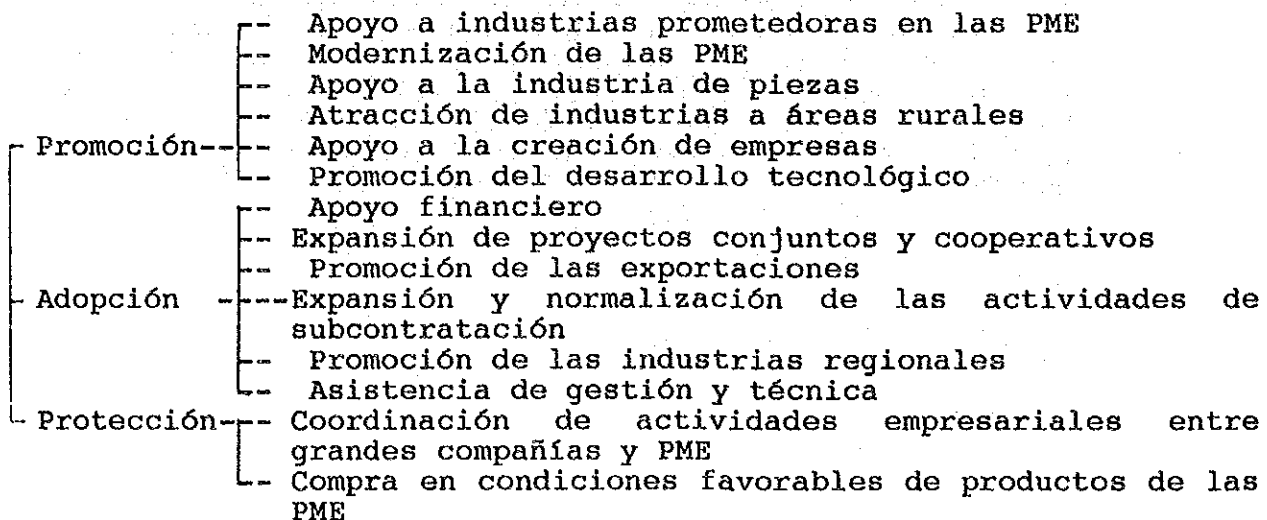 Apoyo a industrias prometedoras en las PME
Modernización de las PME
Apoyo a la industria de piezas
Atracción de industrias a áreas rurales
Promoción Apoyo a la creación de empresas
Promoción del desarrollo tecnológico
Apoyo financiero
Expansión de proyectos conjuntos y cooperativos
Promoción de las exportaciones
Adopción Expansión y normalización de las actividades de
subcontratación
Promoción de las industrias regionales
Asistencia de gestión y técnica
Protección Coordinación de actividades empresariales entre
grandes compañías y PME
Compra en condiciones favorables de productos de las
PME